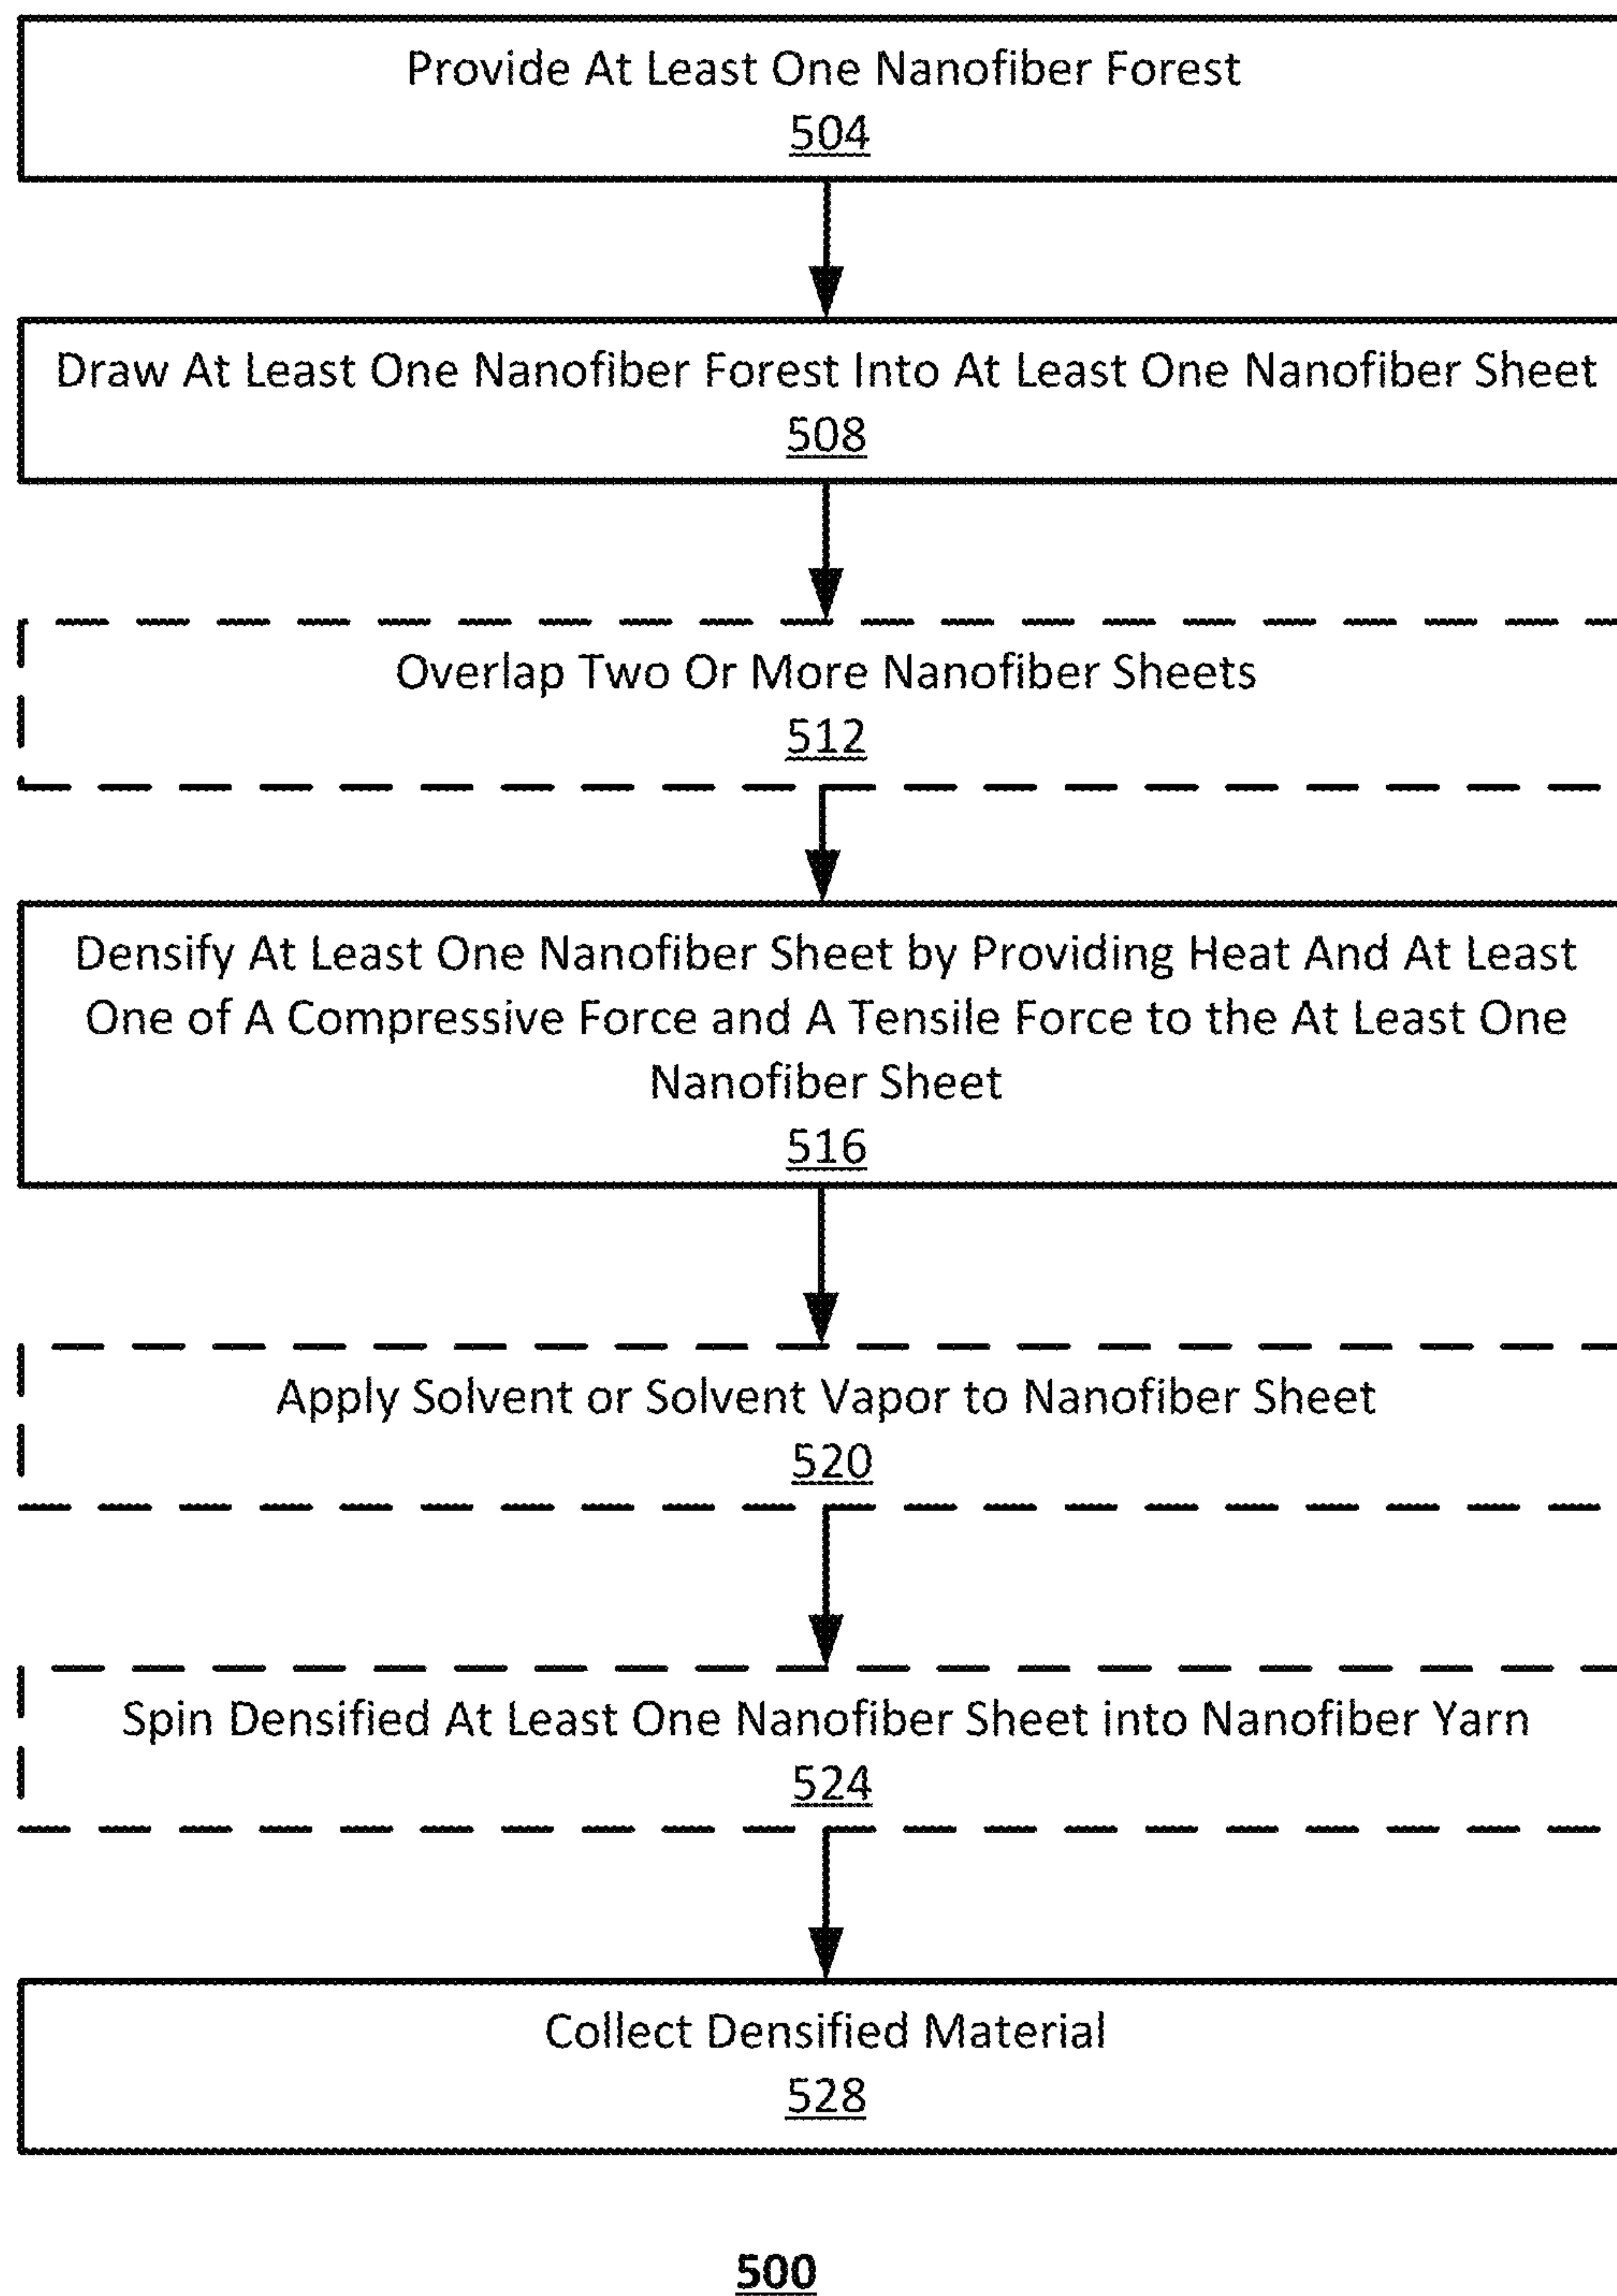 Provide At Least One Nanofiber Forest
504
Draw At Least One Nanofiber Forest Into At Least One Nanofiber Sheet
508
Overlap Two Or More Nanofiber Sheets
512
Densify At Least One Nanofiber Sheet by Providing Heat And At Least
One of A Compressive Force and A Tensile Force to the At Least One
Nanofiber Sheet
516
Apply Solvent or Solvent Vapor to Nanofiber Sheet
520
Spin Densified At Least One Nanofiber Sheet into Nanofiber Yarn
524
Collect Densified Material
528
500